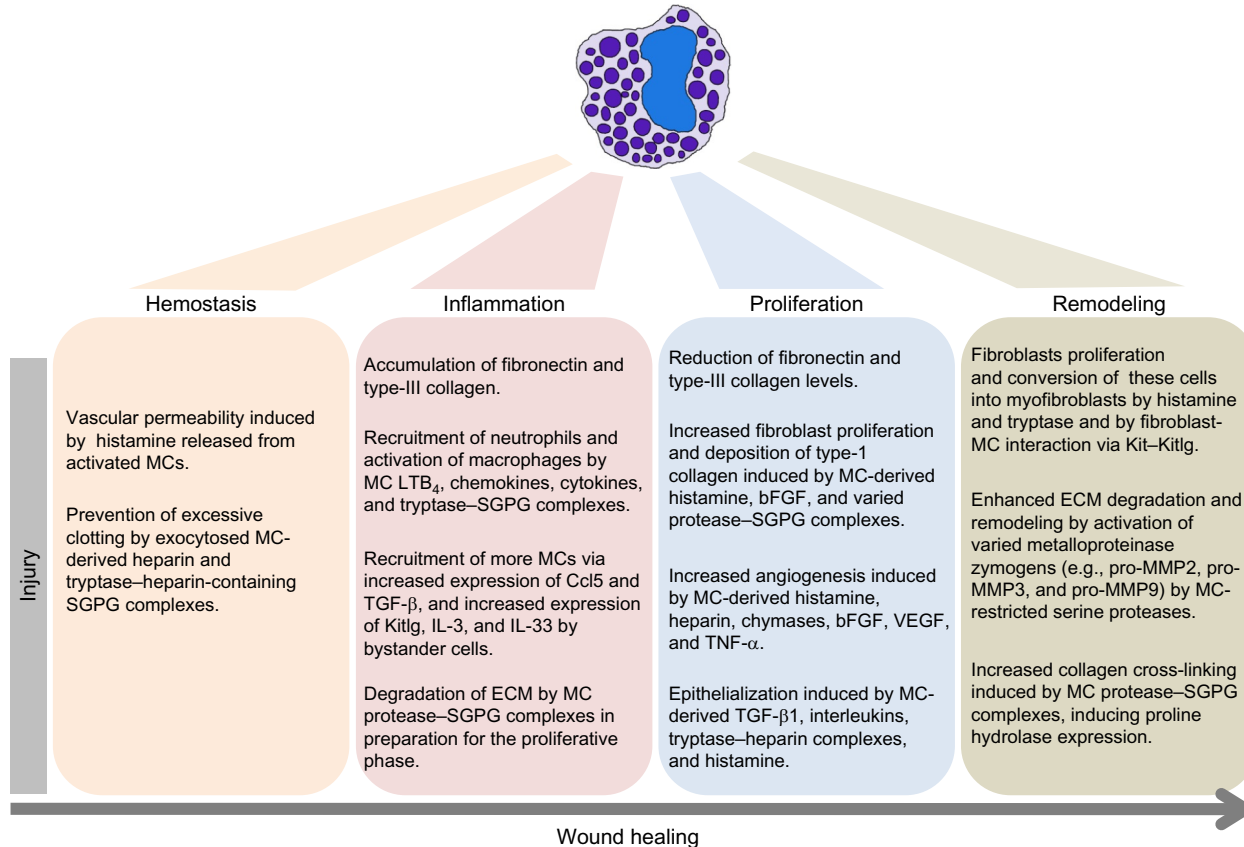 Hemostasis
Vascular permeability induced
by histamine released from
activated MCs.
Prevention of excessive
clotting by exocytosed MC-
derived heparin and
tryptase–heparin-containing
SGPG complexes.
Inflammation
Accumulation of fibronectin and
type-III collagen.
Recruitment of neutrophils and
activation of macrophages by
MC LTB₄, chemokines, cytokines,
and tryptase–SGPG complexes.
Recruitment of more MCs via
increased expression of Ccl5 and
TGF-β, and increased expression
of Kitlg, IL-3, and IL-33 by
bystander cells.
Degradation of ECM by MC
protease–SGPG complexes in
preparation for the proliferative
phase.
Proliferation
Reduction of fibronectin and
type-III collagen levels.
Increased fibroblast proliferation
and deposition of type-1
collagen induced by MC-derived
histamine, bFGF, and varied
protease–SGPG complexes.
Increased angiogenesis induced
by MC-derived histamine,
heparin, chymases, bFGF, VEGF,
and TNF-α.
Epithelialization induced by MC-
derived TGF-β1, interleukins,
tryptase–heparin complexes,
and histamine.
Remodeling
Fibroblasts proliferation
and conversion of these cells
into myofibroblasts by histamine
and tryptase and by fibroblast-
MC interaction via Kit–Kitlg.
Enhanced ECM degradation and
remodeling by activation of
varied metalloproteinase
zymogens (e.g., pro-MMP2, pro-
MMP3, and pro-MMP9) by MC-
restricted serine proteases.
Increased collagen cross-linking
induced by MC protease–SGPG
complexes, inducing proline
hydrolase expression.
Injury
Wound healing